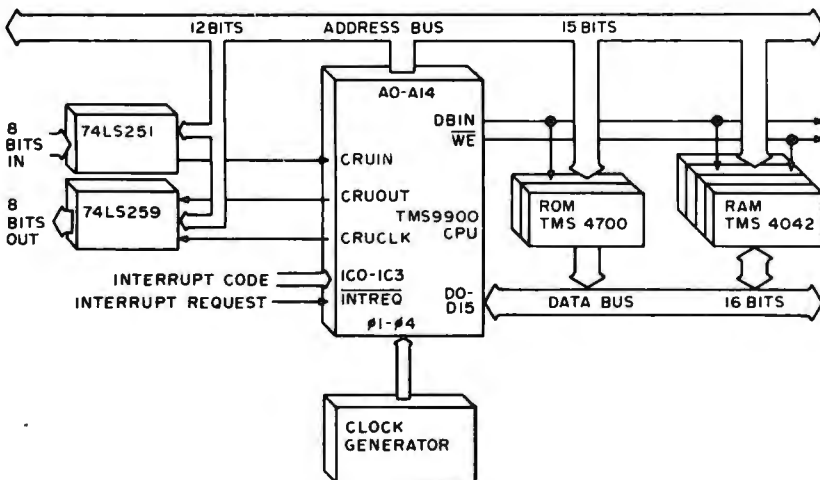 12 BITS
ADDRESS BUS
15 BITS
A0-A14
74LS251
8
BITS
IN
DBIN
WE
CRUIN
74LS259
8
BITS
OUT
CRUOUT
CRUCLK
TMS9900
CPU
ROM
TMS 4700
RAM
TMS 4042
INTERRUPT CODE
IC0-IC3
INTERRUPT REQUEST
INTREQ
D0-
D15
DATA BUS
16 BITS
Ø1-Ø4
CLOCK
GENERATOR